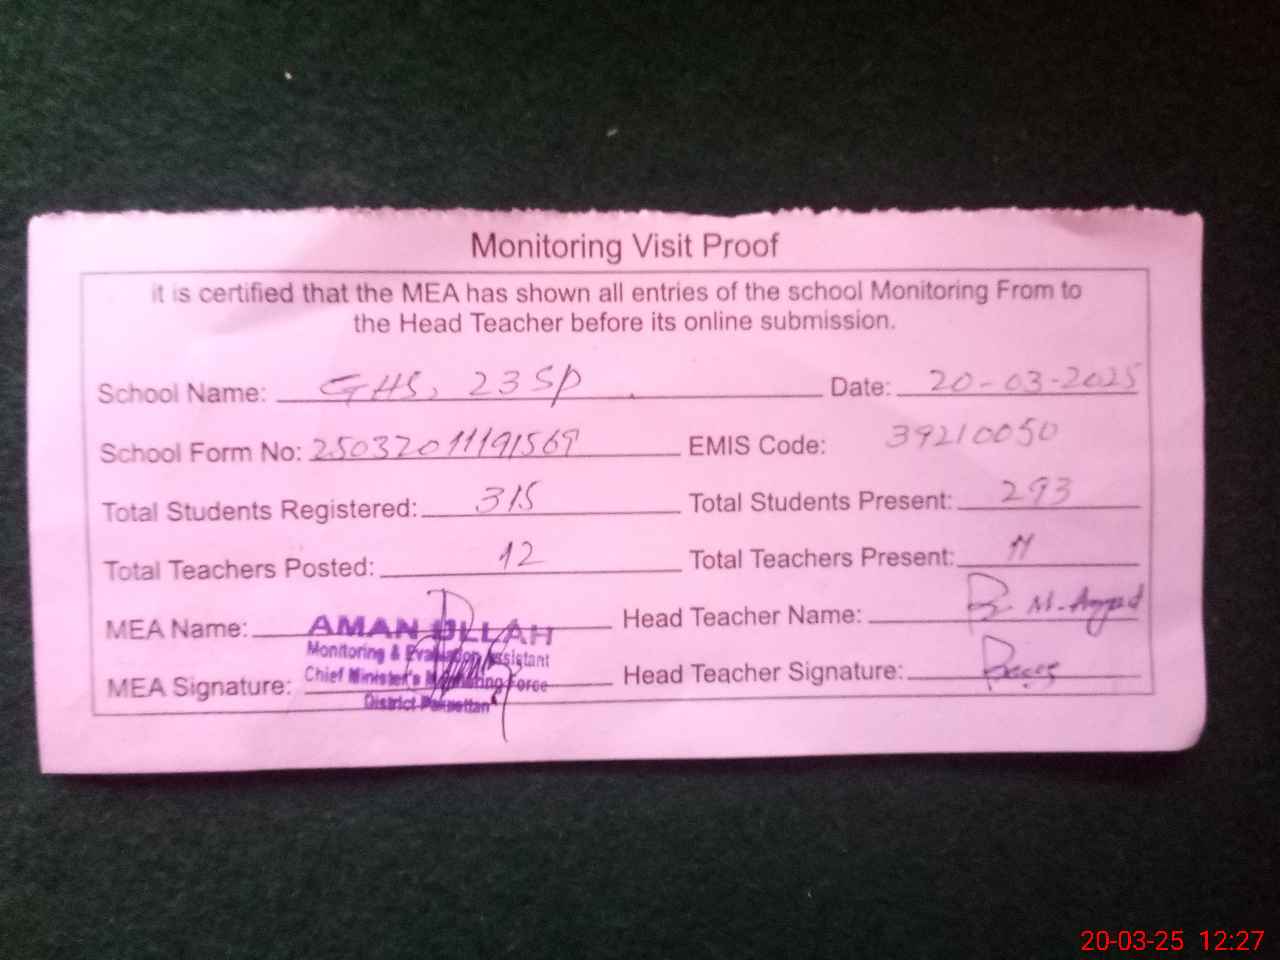 Monitoring Visit Proof
it is certified that the MEA has shown all entries of the school Monitoring From to
the Head Teacher before its online submission.
School Name: GHS, 23 SP Date: 20-03-2025
School Form No: 25032011191569 EMIS Code: 39210050
Total Students Registered: 315 Total Students Present: 293
Total Teachers Posted: 12 Total Teachers Present: 11
MEA Name: AMAN ULLAH Head Teacher Name: M. Amjad
Monitoring & Evaluation Assistant
Chief Minister's Monitoring Force
MEA Signature: Head Teacher Signature:
District Pakpattan
20-03-25 12:27